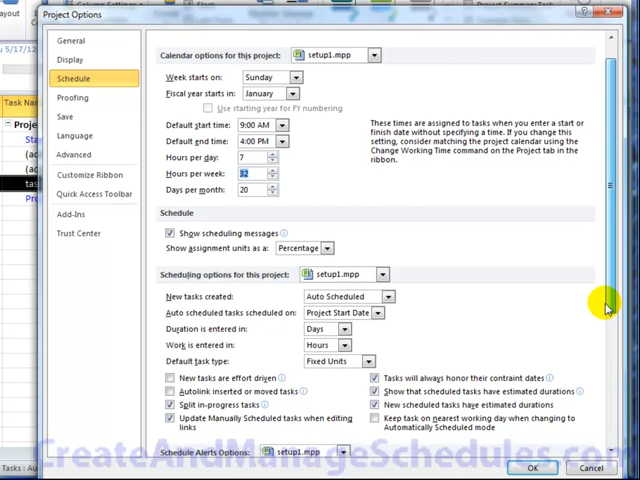 Project Options
5/17/12
Task Nam
Proje
Sta
(ad
(ad
task
Pro
Tasks : Au
General
Display
Schedule
Proofing
Save
Language
Advanced
Customize Ribbon
Quick Access Toolbar
Add-Ins
Trust Center
Calendar options for this project: setup1.mpp
Week starts on: Sunday
Fiscal year starts in: January
Use starting year for FY numbering
Default start time: 9:00 AM
Default end time: 4:00 PM
Hours per day: 7
Hours per week:
Days per month: 20
These times are assigned to tasks when you enter a start or
finish date without specifying a time. If you change this
setting, consider matching the project calendar using the
Change Working Time command on the Project tab in the
ribbon.
Schedule
Show scheduling messages
Show assignment units as a: Percentage
Scheduling options for this project: setup1.mpp
New tasks created: Auto Scheduled
Auto scheduled tasks scheduled on: Project Start Date
Duration is entered in: Days
Work is entered in: Hours
Default task type: Fixed Units
New tasks are effort driven
Autolink inserted or moved tasks
Split in-progress tasks
Update Manually Scheduled tasks when editing
links
Tasks will always honor their contraint dates
Show that scheduled tasks have estimated durations
New scheduled tasks have estimated durations
Keep task on nearest working day when changing to
Automatically Scheduled mode
Schedule Alerts Options: setup1.mpp
CreateAndManageSchedules.com
OK
Cancel